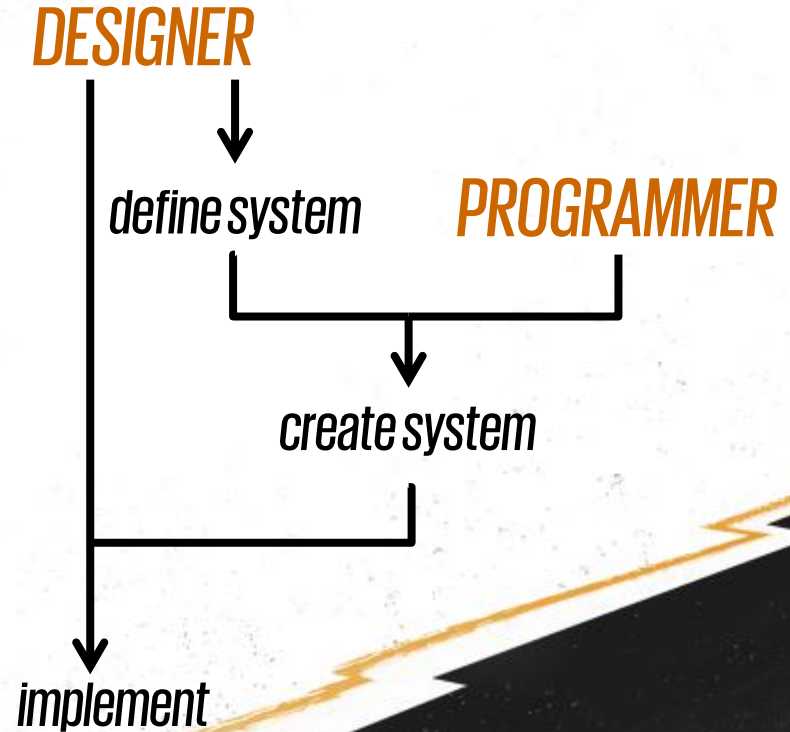 DESIGNER
define system
PROGRAMMER
create system
implement